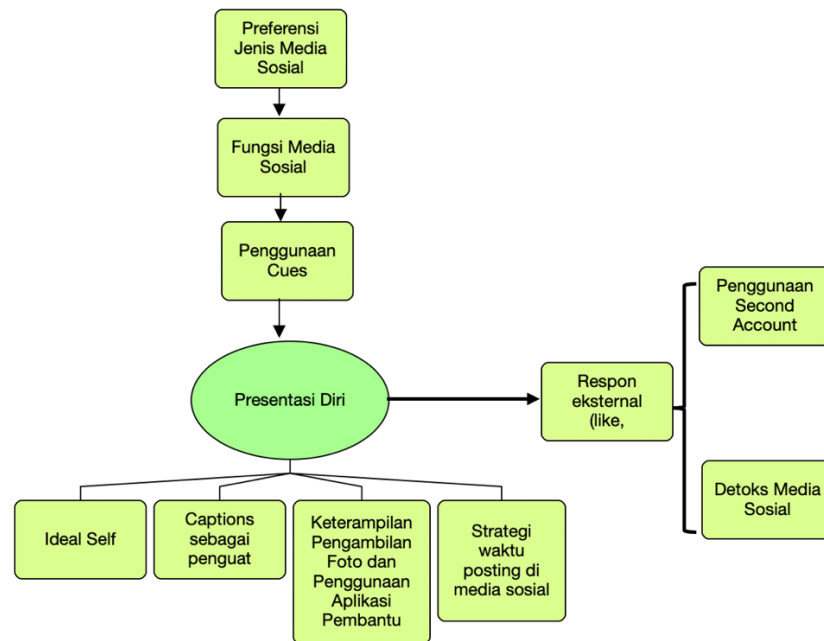 Preferensi
Jenis Media
Sosial
Fungsi Media
Sosial
Penggunaan
Cues
Presentasi Diri
Respon
eksternal
(like,
Penggunaan
Second
Account
Detoks Media
Sosial
Ideal Self
Captions
sebagai
penguat
Keterampilan
Pengambilan
Foto dan
Penggunan
Aplikasi
Pembantu
Strategi
waktu
posting di
media sosial